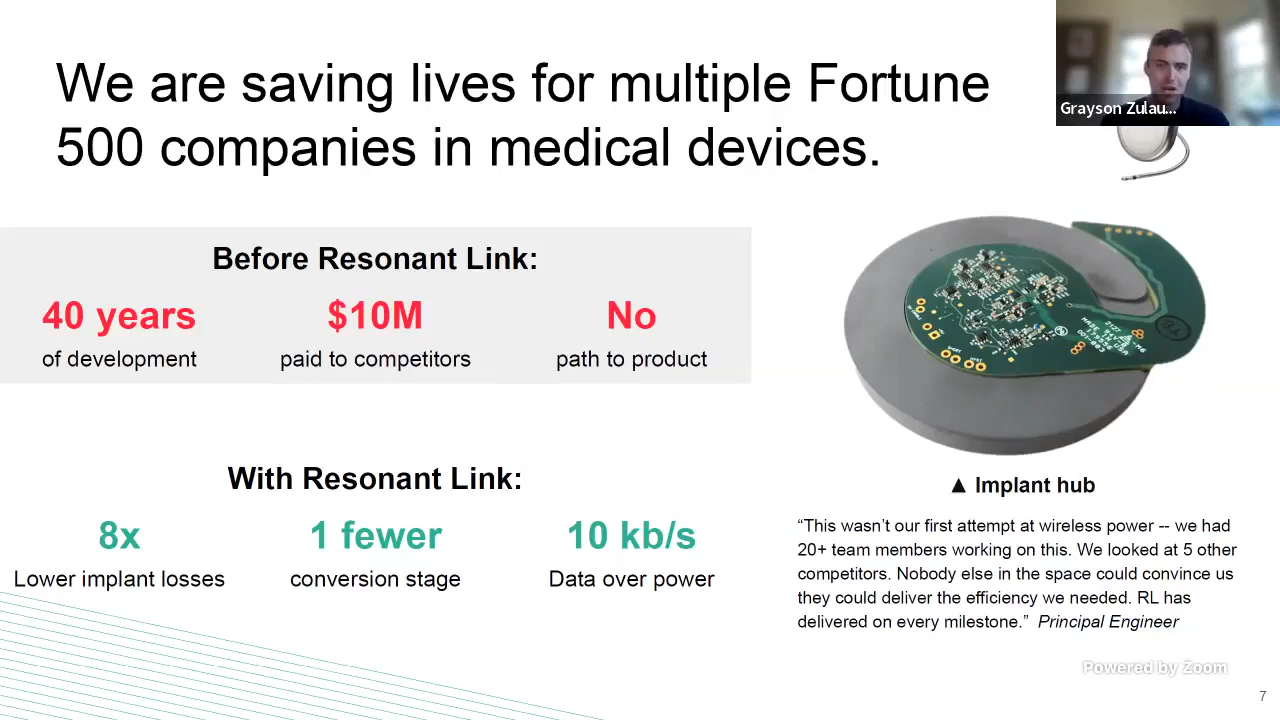 We are saving lives for multiple Fortune
500 companies in medical devices.
Grayson Zulau...
Before Resonant Link:
40 years
of development
$10M
paid to competitors
No
path to product
With Resonant Link:
8x
Lower implant losses
1 fewer
conversion stage
10 kb/s
Data over power
MADE IN USA
▲ Implant hub
“This wasn’t our first attempt at wireless power -- we had
20+ team members working on this. We looked at 5 other
competitors. Nobody else in the space could convince us
they could deliver the efficiency we needed. RL has
delivered on every milestone.” Principal Engineer
Powered by Zoom
7